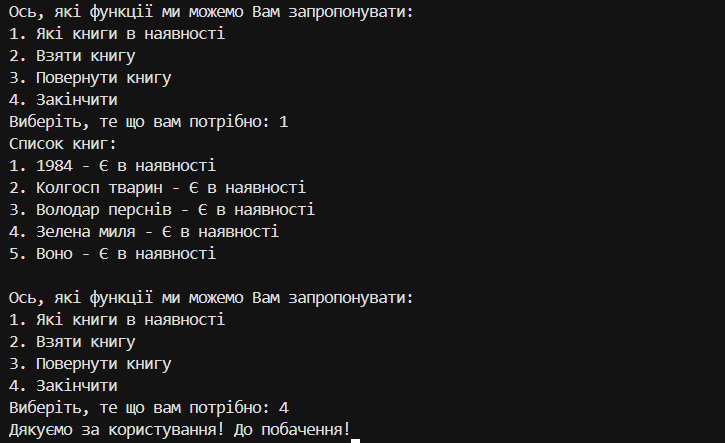 Ось, які функції ми можемо Вам запропонувати:
1. Які книги в наявності
2. Взяти книгу
3. Повернути книгу
4. Закінчити
Виберіть, те що вам потрібно: 1
Список книг:
1. 1984 - Є в наявності
2. Колгосп тварин - Є в наявності
3. Володар перснів - Є в наявності
4. Зелена миля - Є в наявності
5. Воно - Є в наявності
Ось, які функції ми можемо Вам запропонувати:
1. Які книги в наявності
2. Взяти книгу
3. Повернути книгу
4. Закінчити
Виберіть, те що вам потрібно: 4
Дякуємо за користування! До побачення!